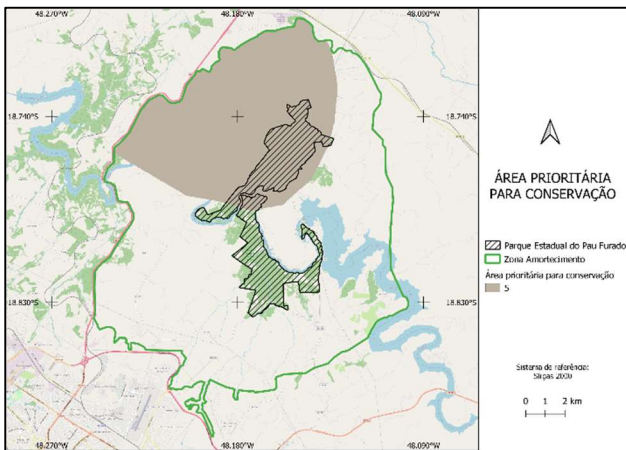 48.270°W
48.180°W
48.090°W
18.740°S
18.740°S
18.830°S
18.830°S
48.270°W
48.180°W
48.090°W
ÁREA PRIORITÁRIA
PARA CONSERVAÇÃO
Parque Estadual do Pau Furado
Zona Amortecimento
Área prioritária para conservação
5
Sistema de referência:
Sirgas 2000
0 1 2 km